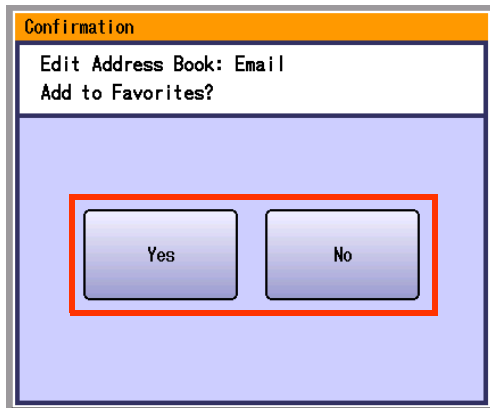 Confirmation
Edit Address Book: Email
Add to Favorites?
Yes
No